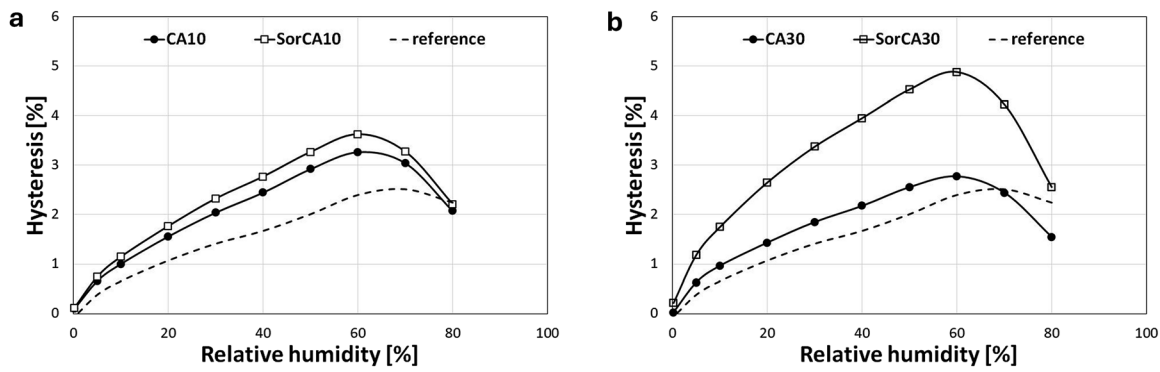 a
CA10 SorCA10 reference
Hysteresis [%]
6
5
4
3
2
1
0
0 20 40 60 80 100
Relative humidity [%]
b
CA30 SorCA30 reference
Hysteresis [%]
6
5
4
3
2
1
0
0 20 40 60 80 100
Relative humidity [%]